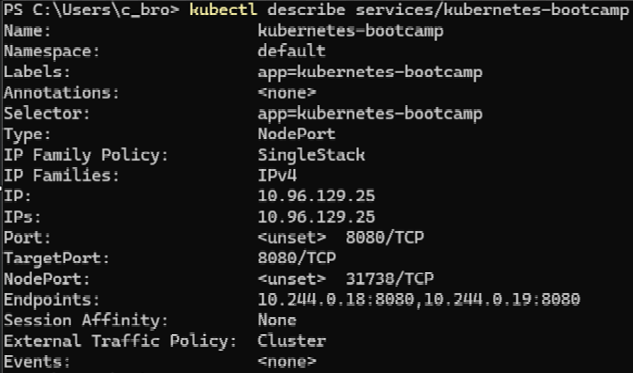 PS C:\Users\c_bro> kubectl describe services/kubernetes-bootcamp
Name: kubernetes-bootcamp
Namespace: default
Labels: app=kubernetes-bootcamp
Annotations: <none>
Selector: app=kubernetes-bootcamp
Type: NodePort
IP Family Policy: SingleStack
IP Families: IPv4
IP: 10.96.129.25
IPs: 10.96.129.25
Port: <unset> 8080/TCP
TargetPort: 8080/TCP
NodePort: <unset> 31738/TCP
Endpoints: 10.244.0.18:8080,10.244.0.19:8080
Session Affinity: None
External Traffic Policy: Cluster
Events: <none>